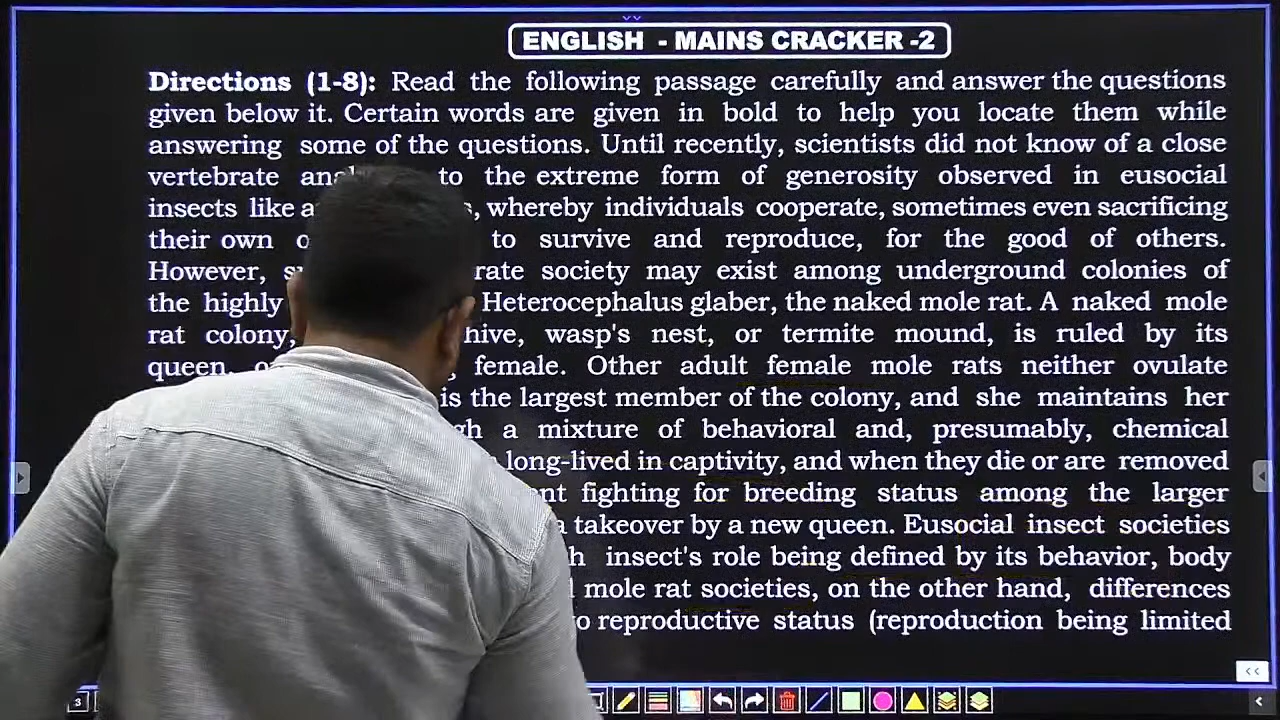 ENGLISH - MAINS CRACKER -2
Directions (1-8): Read the following passage carefully and answer the questions
given below it. Certain words are given in bold to help you locate them while
answering some of the questions. Until recently, scientists did not know of a close
vertebrate to the extreme form of generosity observed in eusocial
insects like whereby individuals cooperate, sometimes even sacrificing
their own to survive and reproduce, for the good of others.
However, society may exist among underground colonies of
the highly Heterocephalus glaber, the naked mole rat. A naked mole
rat colony, hive, wasp's nest, or termite mound, is ruled by its
queen, female. Other adult female mole rats neither ovulate
is the largest member of the colony, and she maintains her
a mixture of behavioral and, presumably, chemical
long-lived in captivity, and when they die or are removed
fighting for breeding status among the larger
a takeover by a new queen. Eusocial insect societies
insect's role being defined by its behavior, body
mole rat societies, on the other hand, differences
reproductive status (reproduction being limited
3